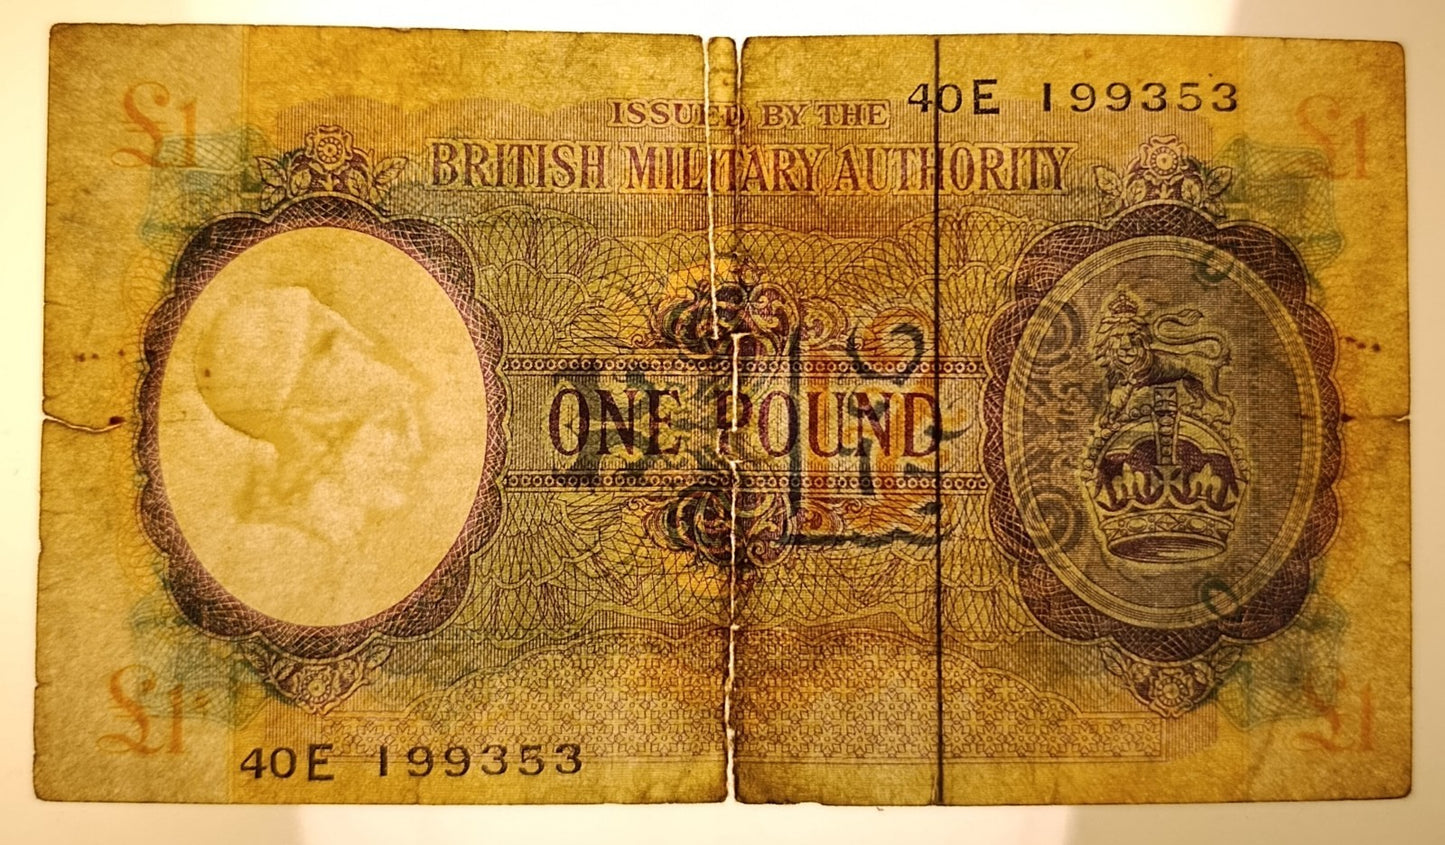 £1 £1
40E 199353
ISSUED BY THE
BRITISH MILITARY AUTHORITY
ONE POUND
£1 £1
40E 199353